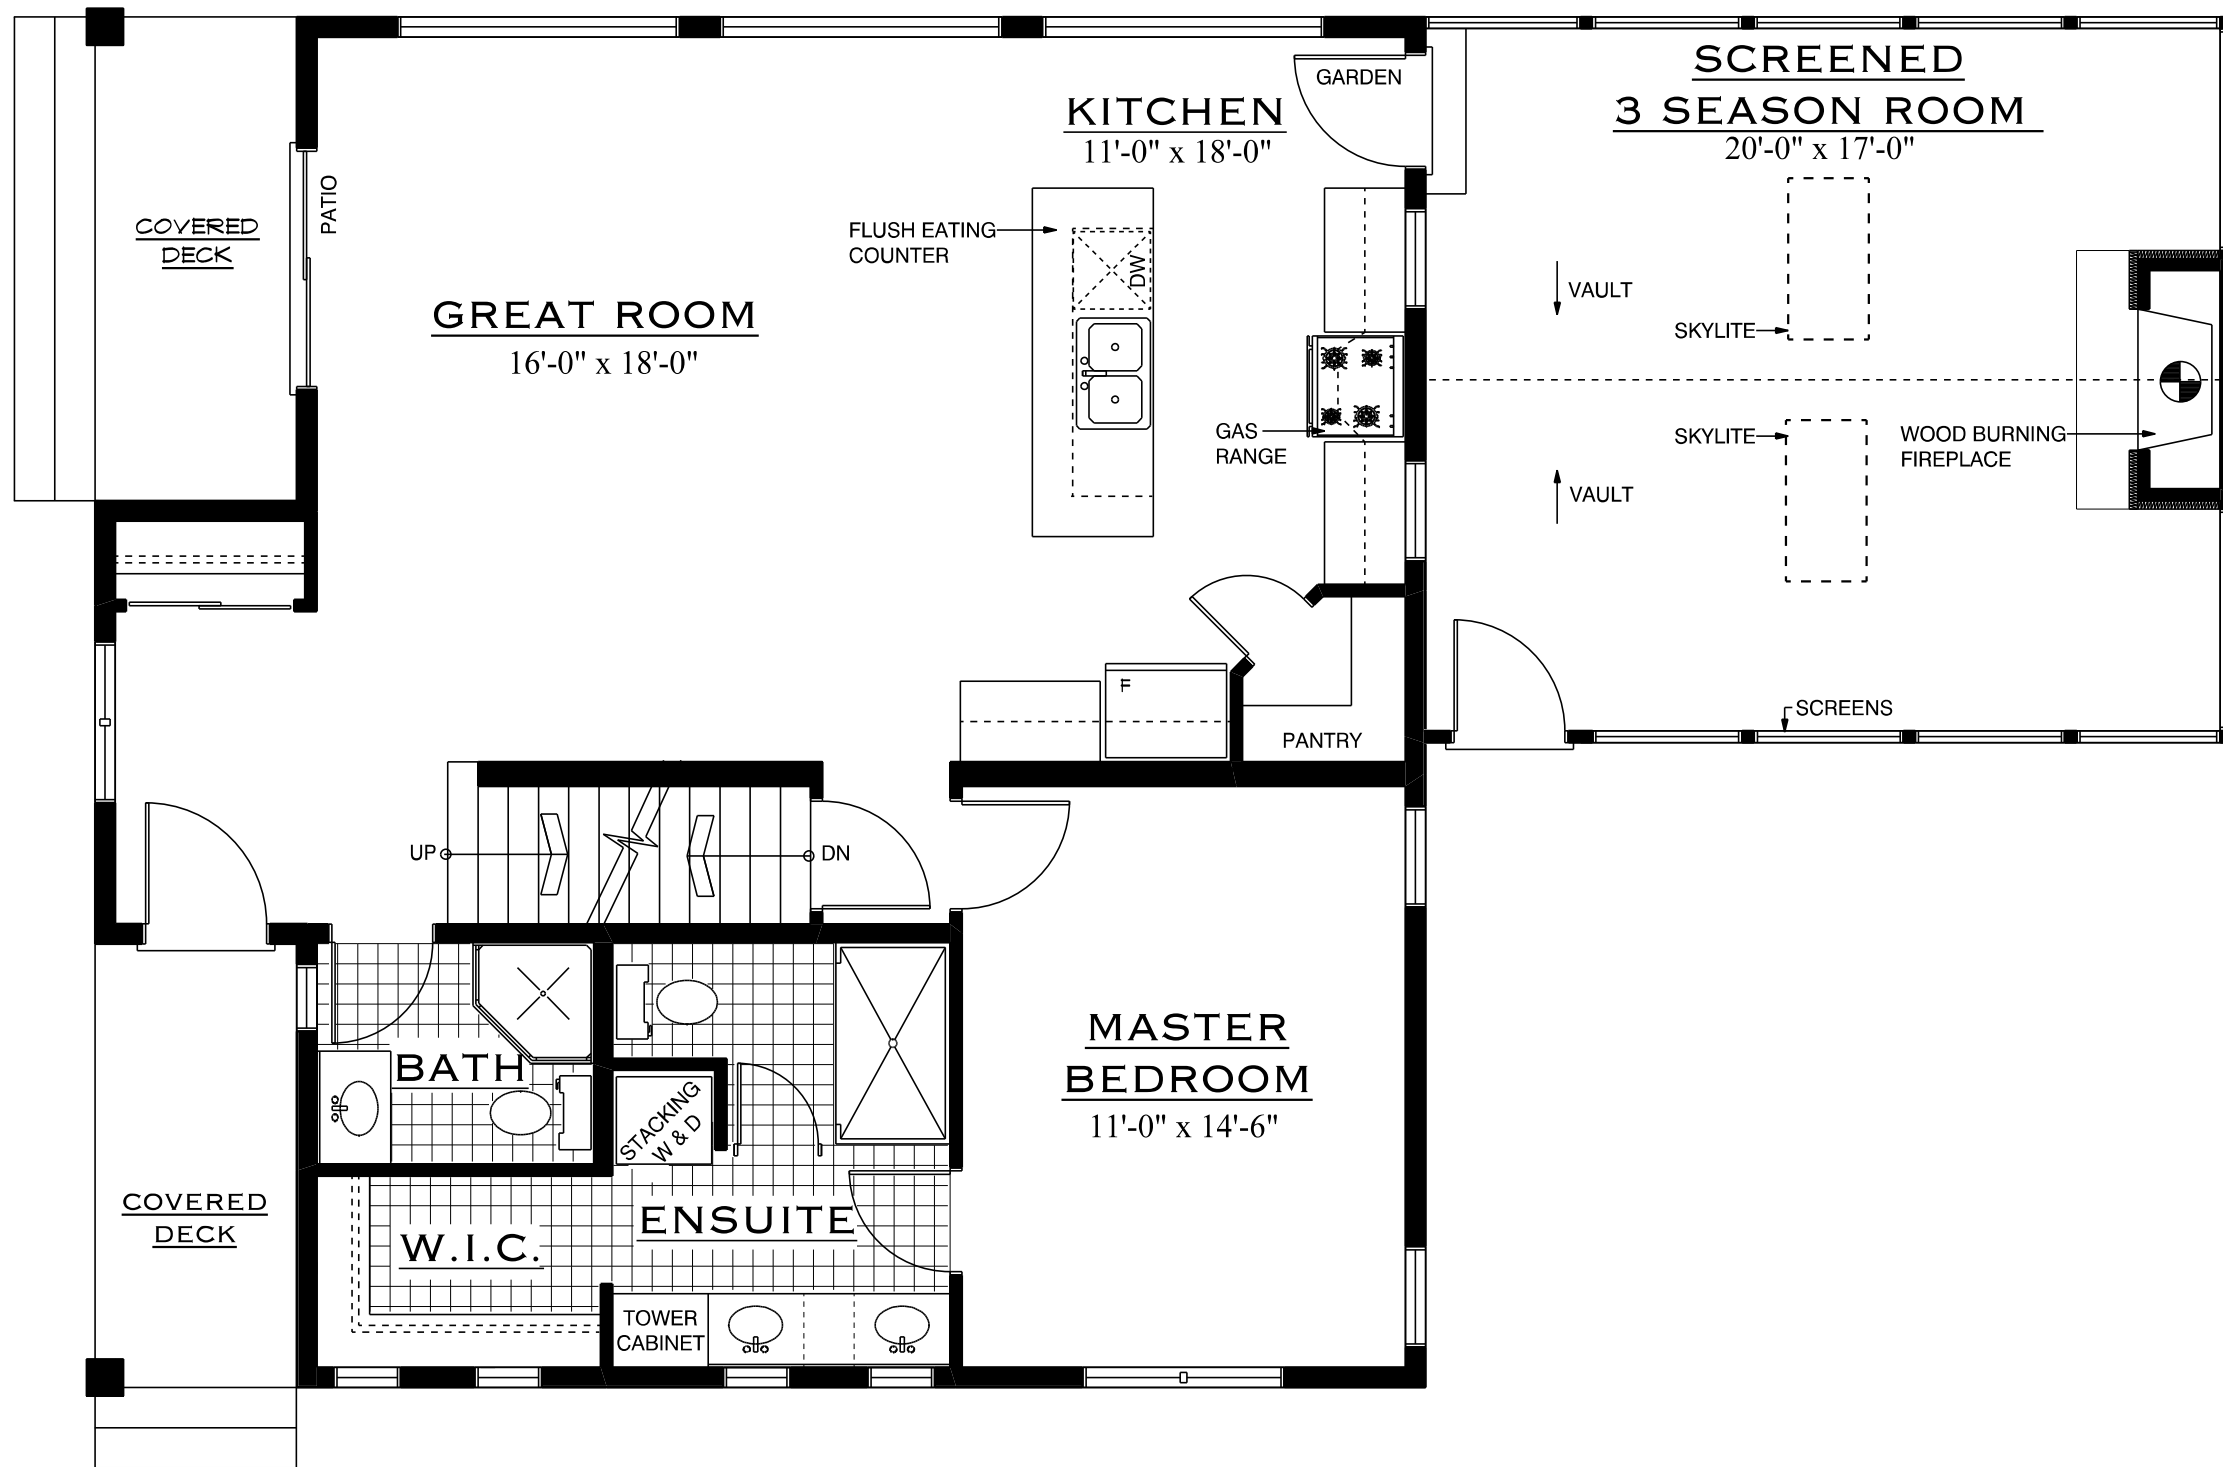 SCREENED
3 SEASON ROOM
20'-0" x 17'-0"
GARDEN
KITCHEN
11'-0" x 18'-0"
PATIO
COVERED
DECK
FLUSH EATING
COUNTER
DW
GREAT ROOM
16'-0" x 18'-0"
VAULT
SKYLITE
GAS
RANGE
SKYLITE
WOOD BURNING
FIREPLACE
VAULT
F
SCREENS
PANTRY
UP
DN
BATH
STACKING
W & D
MASTER
BEDROOM
11'-0" x 14'-6"
COVERED
DECK
ENSUITE
W.I.C.
TOWER
CABINET